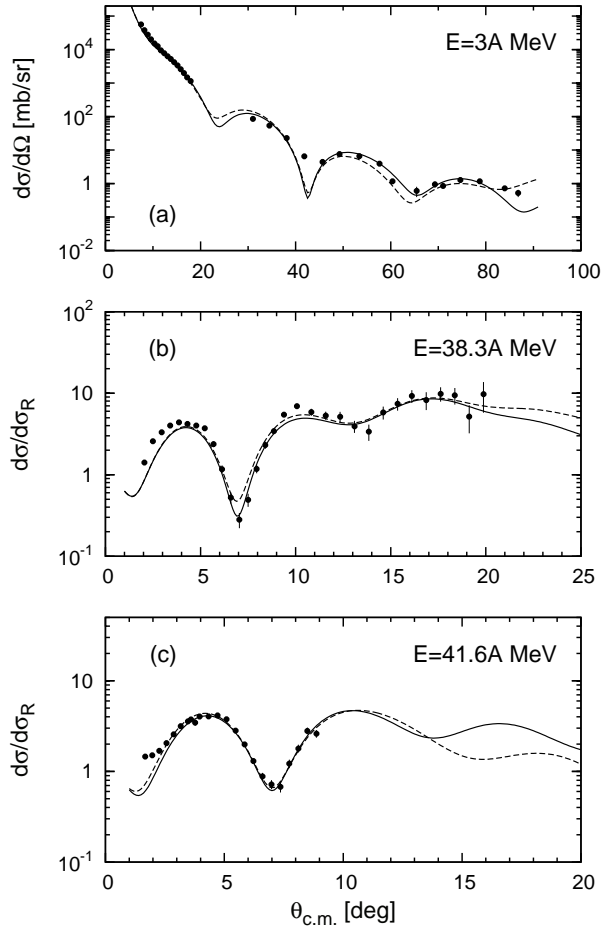 dσ/dΩ [mb/sr]
E=3A MeV
10^4
10^2
1
10^-2
(a)
0 20 40 60 80 100
dσ/dσ_R
(b)
E=38.3A MeV
10^2
10
1
10^-1
0 5 10 15 20 25
dσ/dσ_R
(c)
E=41.6A MeV
10
1
10^-1
0 5 10 15 20
θ_c.m. [deg]